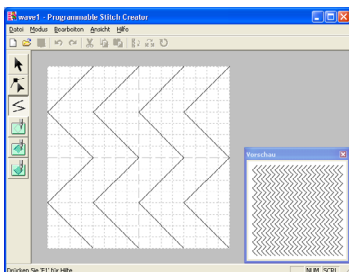 wave1 - Programmable Stitch Creator
Datei Modus Bearbeiten Ansicht Hilfe
Vorschau
Drücken Sie 'F1' für Hilfe
NUM SCRL